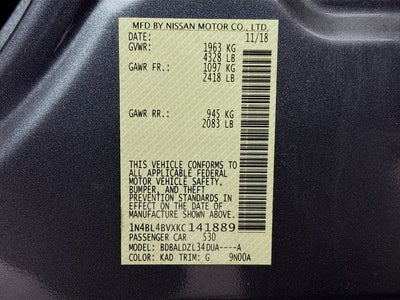 MFD BY NISSAN MOTOR CO., LTD.
DATE: 11/18
GVWR: 1963 KG
4328 LB
GAWR FR.: 1097 KG
2418 LB
GAWR RR.: 945 KG
2083 LB
THIS VEHICLE CONFORMS TO
ALL APPLICABLE FEDERAL
MOTOR VEHICLE SAFETY,
BUMPER, AND THEFT
PREVENTION STANDARDS IN
EFFECT ON THE DATE OF
MANUFACTURE SHOWN ABOVE.
1N4BL4BVXKC141889
PASSENGER CAR 530
MODEL: BDBALDZL34DUA----A
COLOR: KAD TRIM: G 9N00A